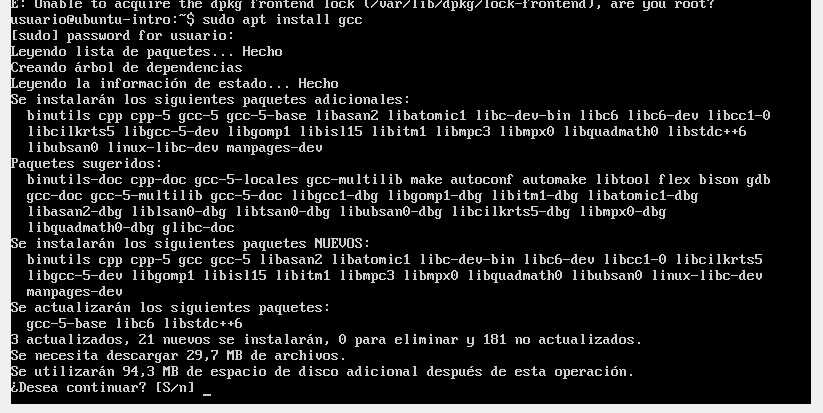 E: Unable to acquire the dpkg frontend lock (/var/lib/dpkg/lock-frontend), are you root?
usuario@ubuntu-intro:~$ sudo apt install gcc
[sudo] password for usuario:
Leyendo lista de paquetes... Hecho
Creando árbol de dependencias
Leyendo la información de estado... Hecho
Se instalarán los siguientes paquetes adicionales:
  binutils cpp cpp-5 gcc-5 gcc-5-base libasan2 libatomic1 libc-dev-bin libc6 libc6-dev libcc1-0
  libcilkrts5 libgcc-5-dev libgomp1 libisl15 libitm1 libmpc3 libmpx0 libquadmath0 libstdc++6
  libubsan0 linux-libc-dev manpages-dev
Paquetes sugeridos:
  binutils-doc cpp-doc gcc-5-locales gcc-multilib make autoconf automake libtool flex bison gdb
  gcc-doc gcc-5-multilib gcc-5-doc libgcc1-dbg libgomp1-dbg libitm1-dbg libatomic1-dbg
  libasan2-dbg liblsan0-dbg libtsan0-dbg libubsan0-dbg libcilkrts5-dbg libmpx0-dbg
  libquadmath0-dbg glibc-doc
Se instalarán los siguientes paquetes NUEVOS:
  binutils cpp cpp-5 gcc gcc-5 libasan2 libatomic1 libc-dev-bin libc6-dev libcc1-0 libcilkrts5
  libgcc-5-dev libgomp1 libisl15 libitm1 libmpc3 libmpx0 libquadmath0 libubsan0 linux-libc-dev
  manpages-dev
Se actualizarán los siguientes paquetes:
  gcc-5-base libc6 libstdc++6
3 actualizados, 21 nuevos se instalarán, 0 para eliminar y 181 no actualizados.
Se necesita descargar 29,7 MB de archivos.
Se utilizarán 94,3 MB de espacio de disco adicional después de esta operación.
¿Desea continuar? [S/n] _